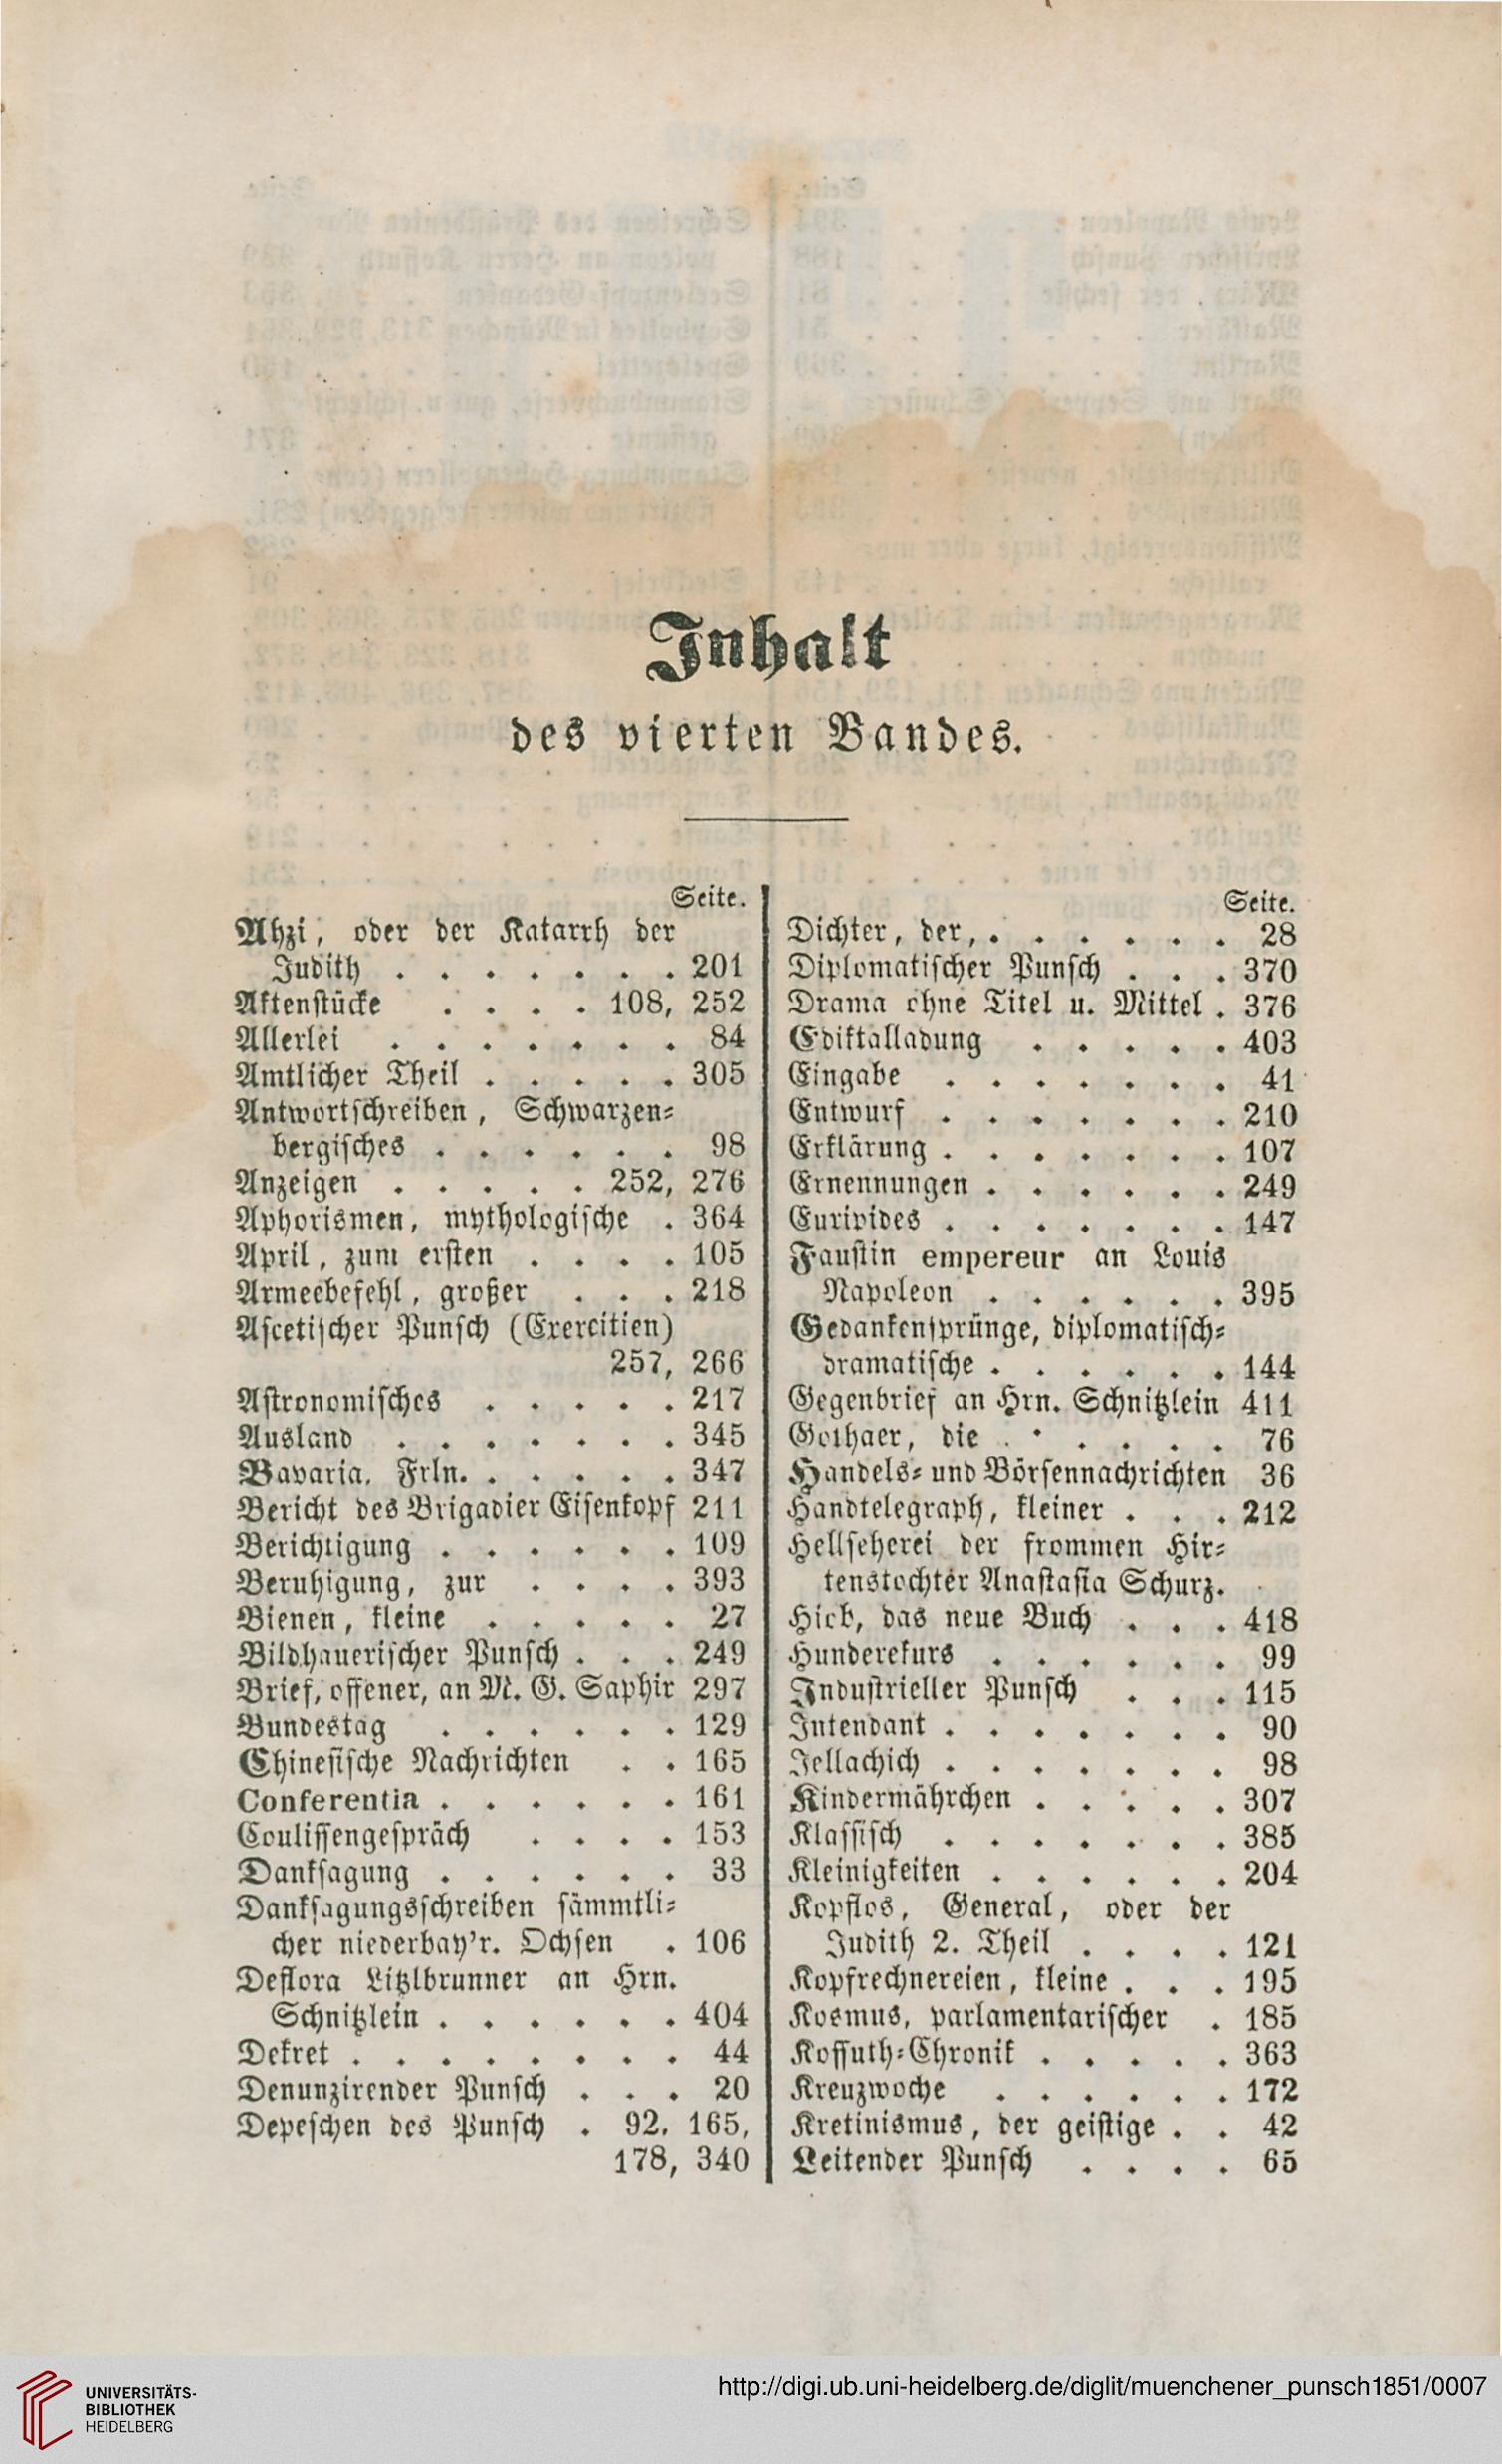 Inhalt
des vierten Bandes.
Seite.
Ahzi, oder der Katarrh der
Judith . . . . . . . 201
Aktenstücke . . . . 108, 252
Allerlei . . . . . . . 84
Amtlicher Theil . . . . . 305
Antwortschreiben, Schwarzen-
bergisches . . . . . . 98
Anzeigen . . . . . 252, 276
Aphorismen, mythologische . 364
April, zum ersten . . . . 105
Armeebefehl, großer . . . 218
Ascetischer Punsch (Exercitien)
257, 266
Astronomisches . . . . . 217
Ausland . . . . . . . 345
Bavaria, Frln. . . . . . 347
Bericht des Brigadier Eisenkopf 211
Berichtigung . . . . . . 109
Beruhigung, zur . . . . 393
Bienen, kleine . . . . . 27
Bildhauerischer Punsch . . . 249
Brief, offener, an M. G. Saphir 297
Bundestag . . . . . . 129
Chinesische Nachrichten . . 165
Conferentia . . . . . . 161
Coulissengespräch . . . . 153
Danksagung . . . . . . 33
Danksagungsschreiben sämmtli-
cher niederbay'r. Ochsen . 106
Deflora Litzlbrunner an Hrn.
Schnitzlein . . . . . . 404
Dekret . . . . . . . . 44
Denunzirender Punsch . . . 20
Depeschen des Punsch . 92, 165,
178, 340
Seite.
Dichter, der, . . . . . . 28
Diplomatischer Punsch . . . 370
Drama ohne Titel u. Mittel . 376
Ediktalladung . . . . . 403
Eingabe . . . . . . . 41
Entwurf . . . . . . . 210
Erklärung . . . . . . . 107
Ernennungen . . . . . . 249
Euripides . . . . . . . 147
Faustin empereur an Louis
Napoleon . . . . . . 395
Gedankensprünge, diplomatisch-
dramatische . . . . . . 144
Gegenbrief an Hrn. Schnitzlein 411
Gothaer, die . . . . . . 76
Handels- und Börsennachrichten 36
Handtelegraph, kleiner . . . 212
Hellseherei der frommen Hir-
tenstochter Anastasia Schurz.
Hieb, das neue Buch . . . 418
Hunderekurs . . . . . . 99
Industrieller Punsch . . . 115
Intendant . . . . . . . 90
Jellachich . . . . . . . 98
Kindermährchen . . . . . 307
Klassisch . . . . . . . 385
Kleinigkeiten . . . . . . 204
Kopflos, General, oder der
Judith 2. Theil . . . . 121
Kopfrechnereien, kleine . . . 195
Kosmus, parlamentarischer . 185
Kossuth-Chronik . . . . . 363
Kreuzwoche . . . . . . 172
Kretinismus, der geistige . . 42
Leitender Punsch . . . . 65
UNIVERSITÄTS-
BIBLIOTHEK
HEIDELBERG
http://digi.ub.uni-heidelberg.de/diglit/muenchener_punsch1851/0007